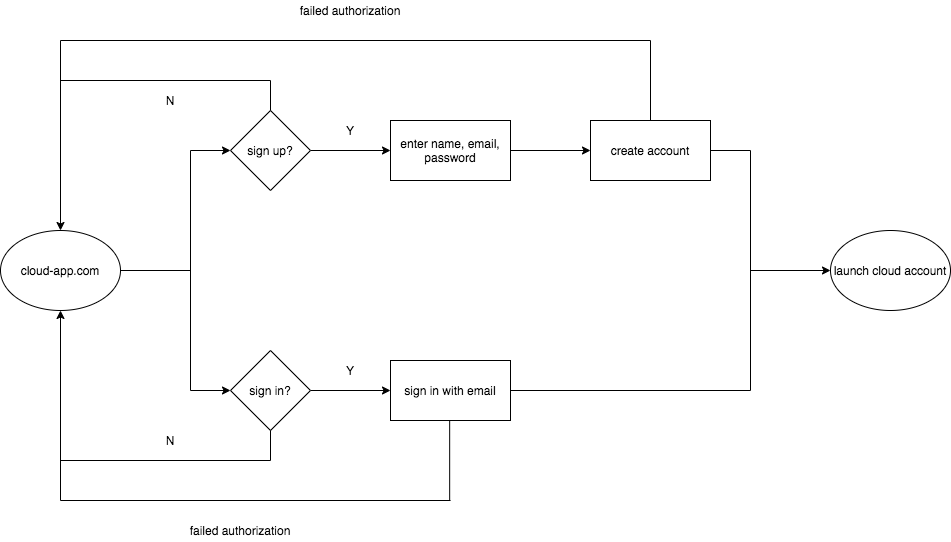 failed authorization
N
Y
sign up?
enter name, email,
password
create account
cloud-app.com
launch cloud account
Y
sign in?
sign in with email
N
failed authorization